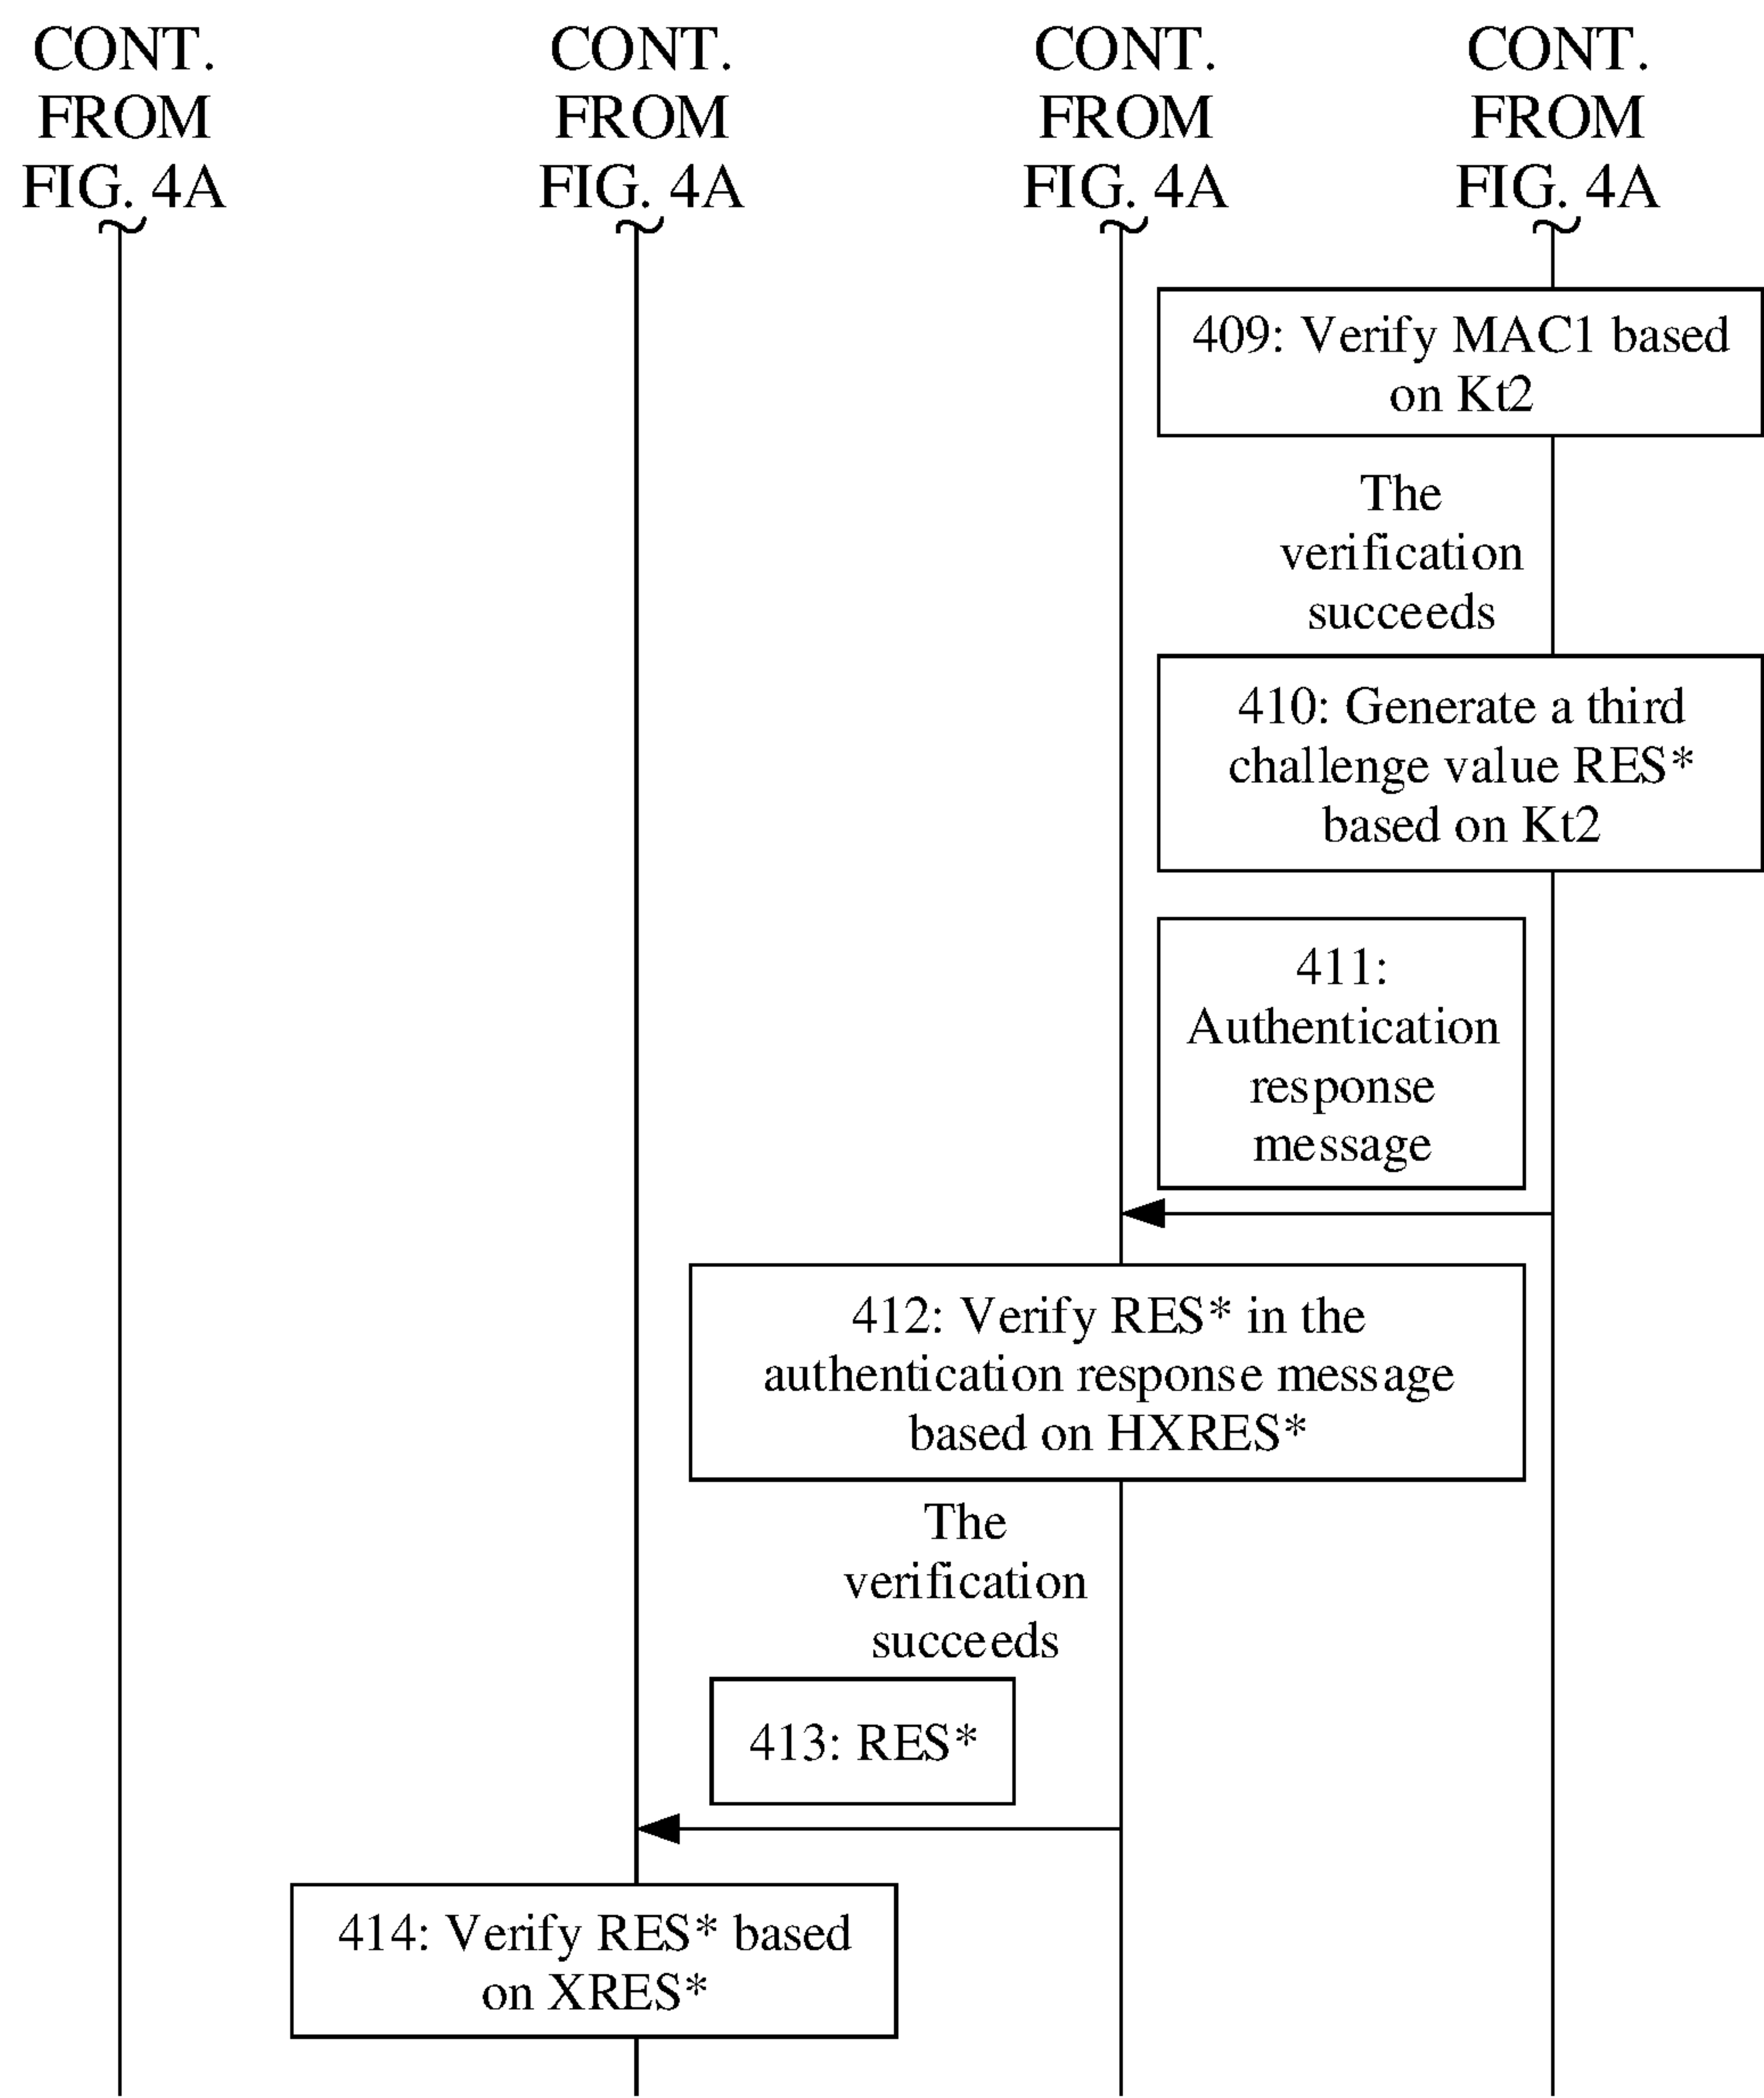 CONT.
FROM
FIG. 4A
CONT.
FROM
FIG. 4A
CONT.
FROM
FIG. 4A
CONT.
FROM
FIG. 4A
409: Verify MAC1 based
on Kt2
The
verification
succeeds
410: Generate a third
challenge value RES*
based on Kt2
411:
Authentication
response
message
412: Verify RES* in the
authentication response message
based on HXRES*
The
verification
succeeds
413: RES*
414: Verify RES* based
on XRES*